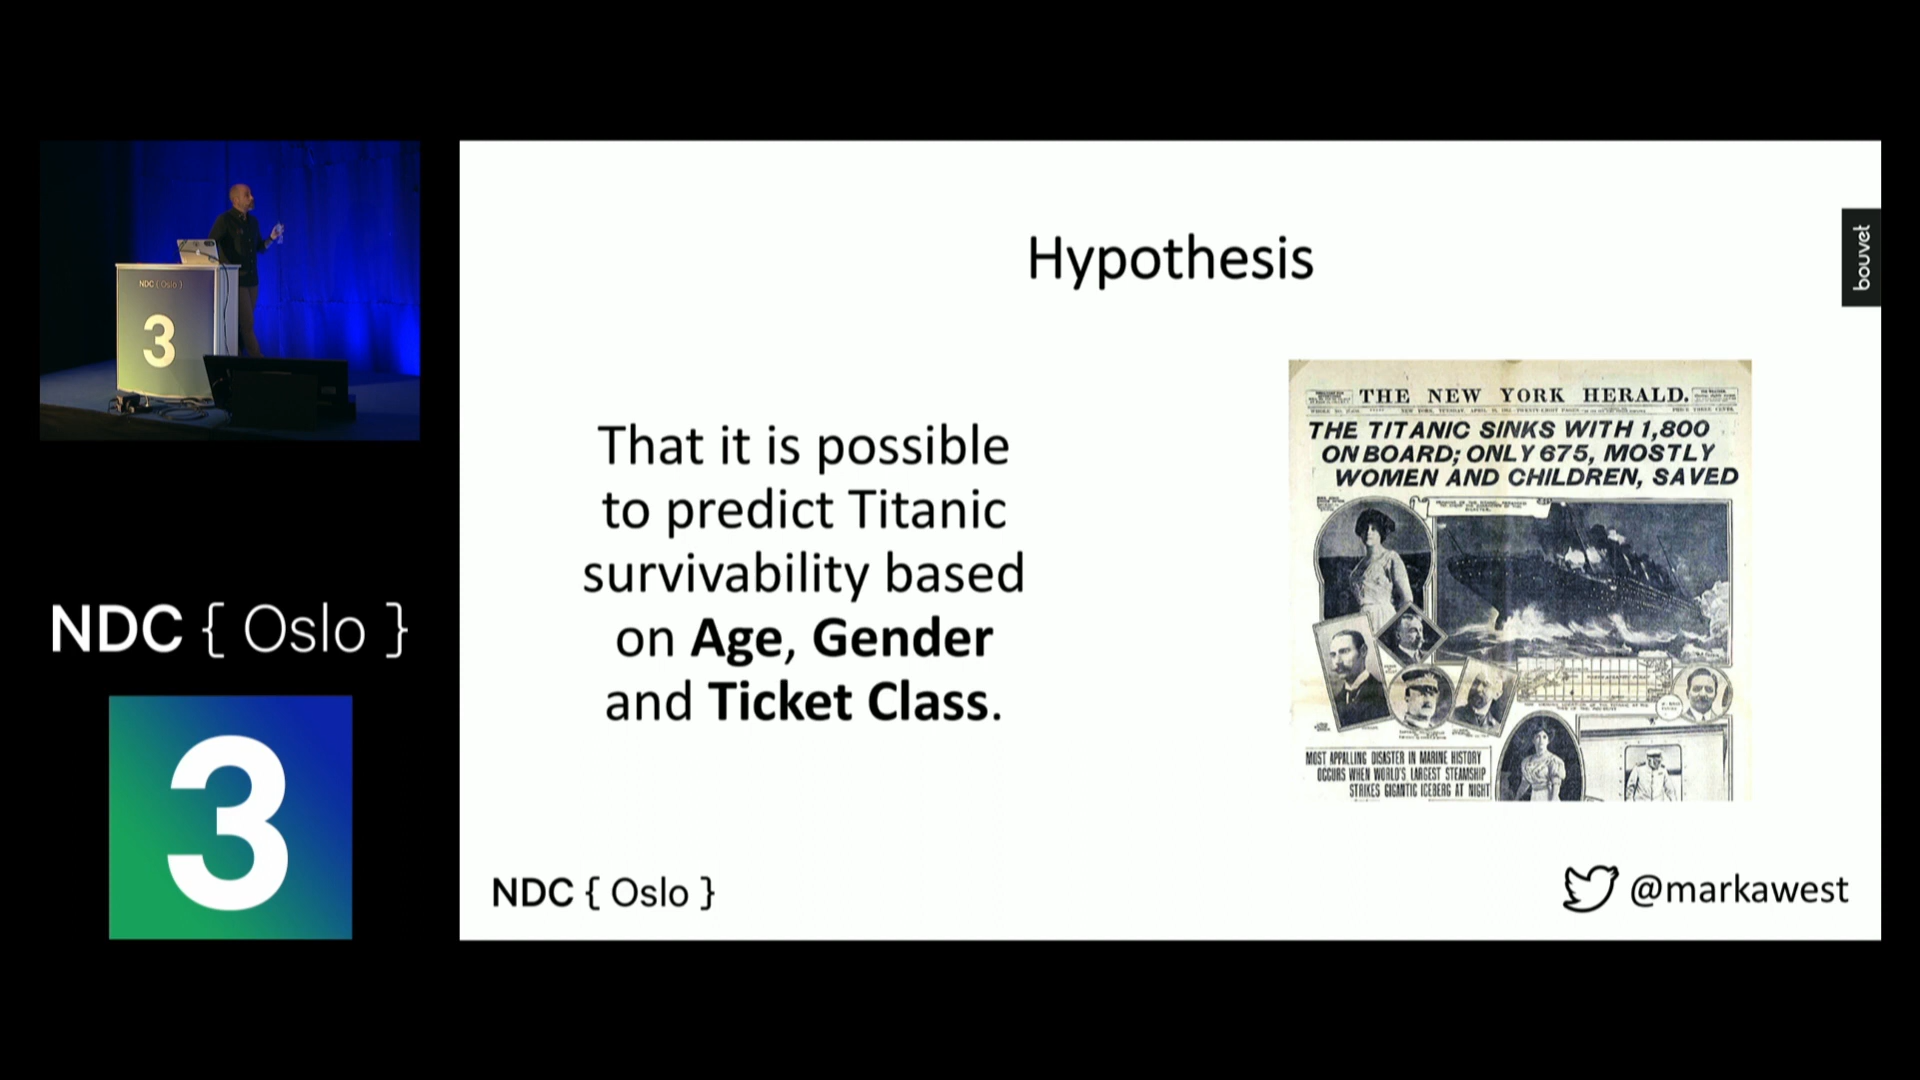 NDC { Oslo }
3
NDC { Oslo }
3
Hypothesis
bouvet
That it is possible
to predict Titanic
survivability based
on Age, Gender
and Ticket Class.
THE NEW YORK HERALD.
THE TITANIC SINKS WITH 1,800
ON BOARD; ONLY 675, MOSTLY
WOMEN AND CHILDREN, SAVED
MOST APPALLING DISASTER IN MARINE HISTORY
OCCURS WHEN WORLD'S LARGEST STEAMSHIP
STRIKES GIGANTIC ICEBERG AT NIGHT
NDC { Oslo }
@markawest